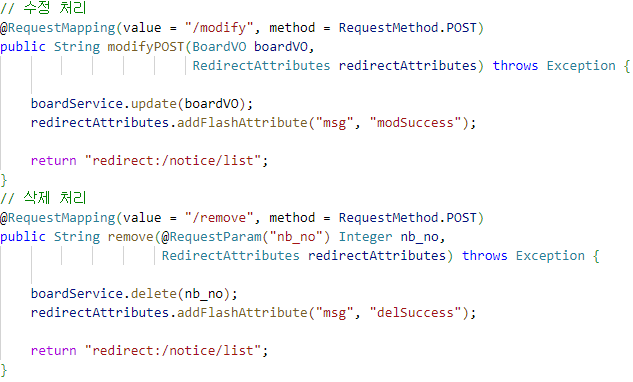 // 수정 처리
@RequestMapping(value = "/modify", method = RequestMethod.POST)
public String modifyPOST(BoardVO boardVO,
RedirectAttributes redirectAttributes) throws Exception {
boardService.update(boardVO);
redirectAttributes.addFlashAttribute("msg", "modSuccess");
return "redirect:/notice/list";
}
// 삭제 처리
@RequestMapping(value = "/remove", method = RequestMethod.POST)
public String remove(@RequestParam("nb_no") Integer nb_no,
RedirectAttributes redirectAttributes) throws Exception {
boardService.delete(nb_no);
redirectAttributes.addFlashAttribute("msg", "delSuccess");
return "redirect:/notice/list";
}